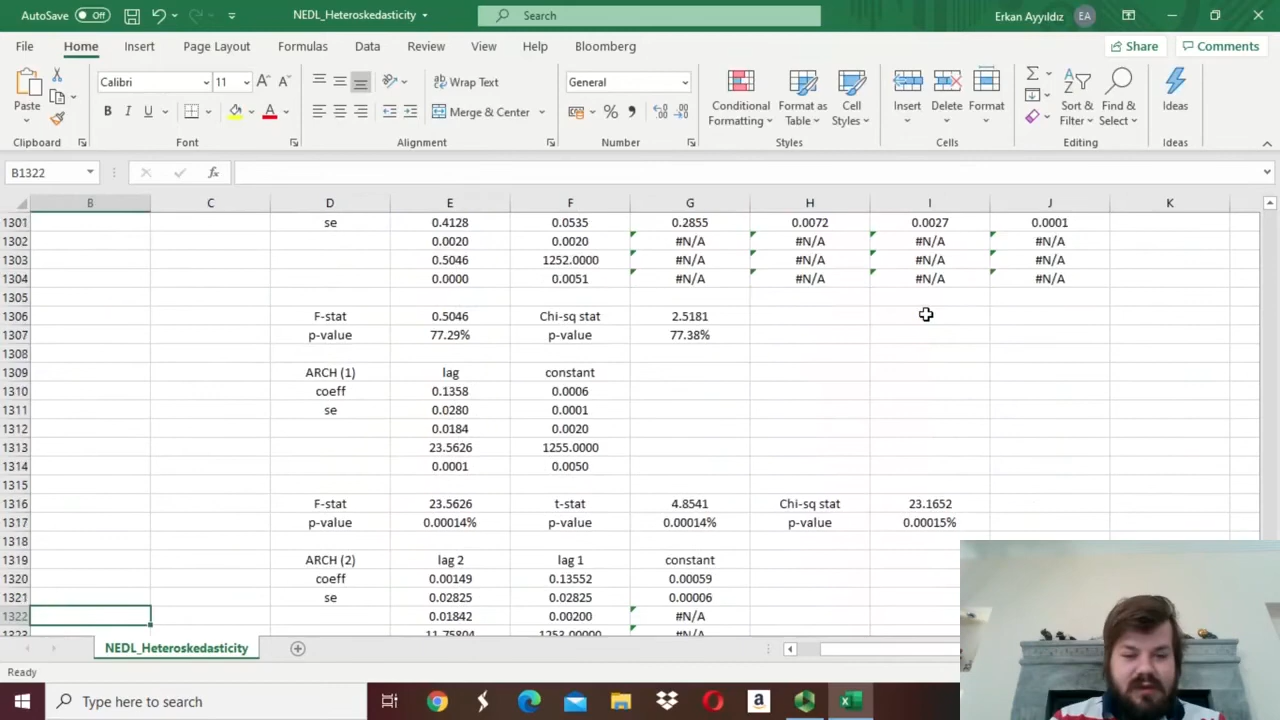 AutoSave Off NEDL_Heteroskedasticity Search Erkan Ayyıldız EA
File Home Insert Page Layout Formulas Data Review View Help Bloomberg Share Comments
Paste Calibri 11 Wrap Text General Conditional Formatting Format as Table Cell Styles Insert Delete Format Sort & Filter Find & Select Ideas
B I U Merge & Center
Clipboard Font Alignment Number Styles Cells Editing Ideas
B1322 fx
B C D E F G H I J K
1301 se 0.4128 0.0535 0.2855 0.0072 0.0027 0.0001
1302 0.0020 0.0020 #N/A #N/A #N/A #N/A
1303 0.5046 1252.0000 #N/A #N/A #N/A #N/A
1304 0.0000 0.0051 #N/A #N/A #N/A #N/A
1305
1306 F-stat 0.5046 Chi-sq stat 2.5181
1307 p-value 77.29% p-value 77.38%
1308
1309 ARCH (1) lag constant
1310 coeff 0.1358 0.0006
1311 se 0.0280 0.0001
1312 0.0184 0.0020
1313 23.5626 1255.0000
1314 0.0001 0.0050
1315
1316 F-stat 23.5626 t-stat 4.8541 Chi-sq stat 23.1652
1317 p-value 0.00014% p-value 0.00014% p-value 0.00015%
1318
1319 ARCH (2) lag 2 lag 1 constant
1320 coeff 0.00149 0.13552 0.00059
1321 se 0.02825 0.02825 0.00006
1322 0.01842 0.00200 #N/A
1323 11.75804 1253.00000 #N/A
NEDL_Heteroskedasticity
Ready
Type here to search